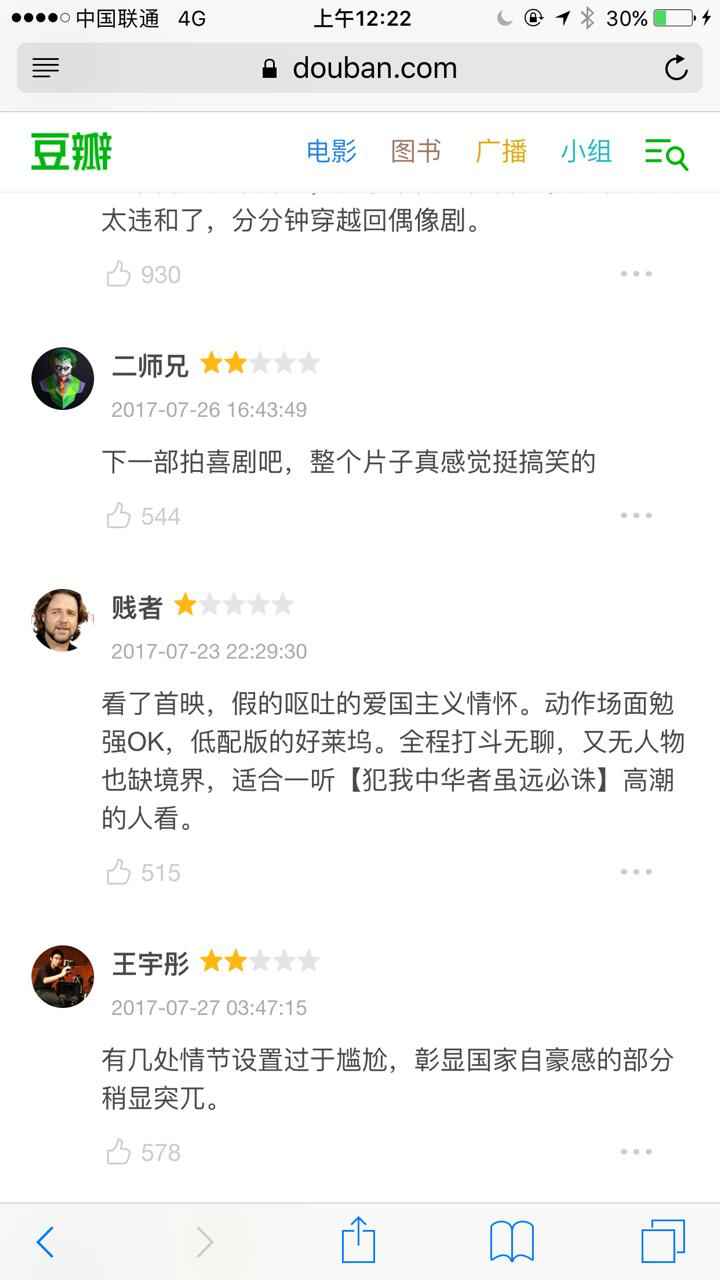 中国联通 4G 上午12:22 30%
douban.com
豆瓣 电影 图书 广播 小组
太违和了，分分钟穿越回偶像剧。
930
二师兄
2017-07-26 16:43:49
下一部拍喜剧吧，整个片子真感觉挺搞笑的
544
贱者
2017-07-23 22:29:30
看了首映，假的呕吐的爱国主义情怀。动作场面勉
强OK，低配版的好莱坞。全程打斗无聊，又无人物
也缺境界，适合一听【犯我中华者虽远必诛】高潮
的人看。
515
王宇彤
2017-07-27 03:47:15
有几处情节设置过于尴尬，彰显国家自豪感的部分
稍显突兀。
578